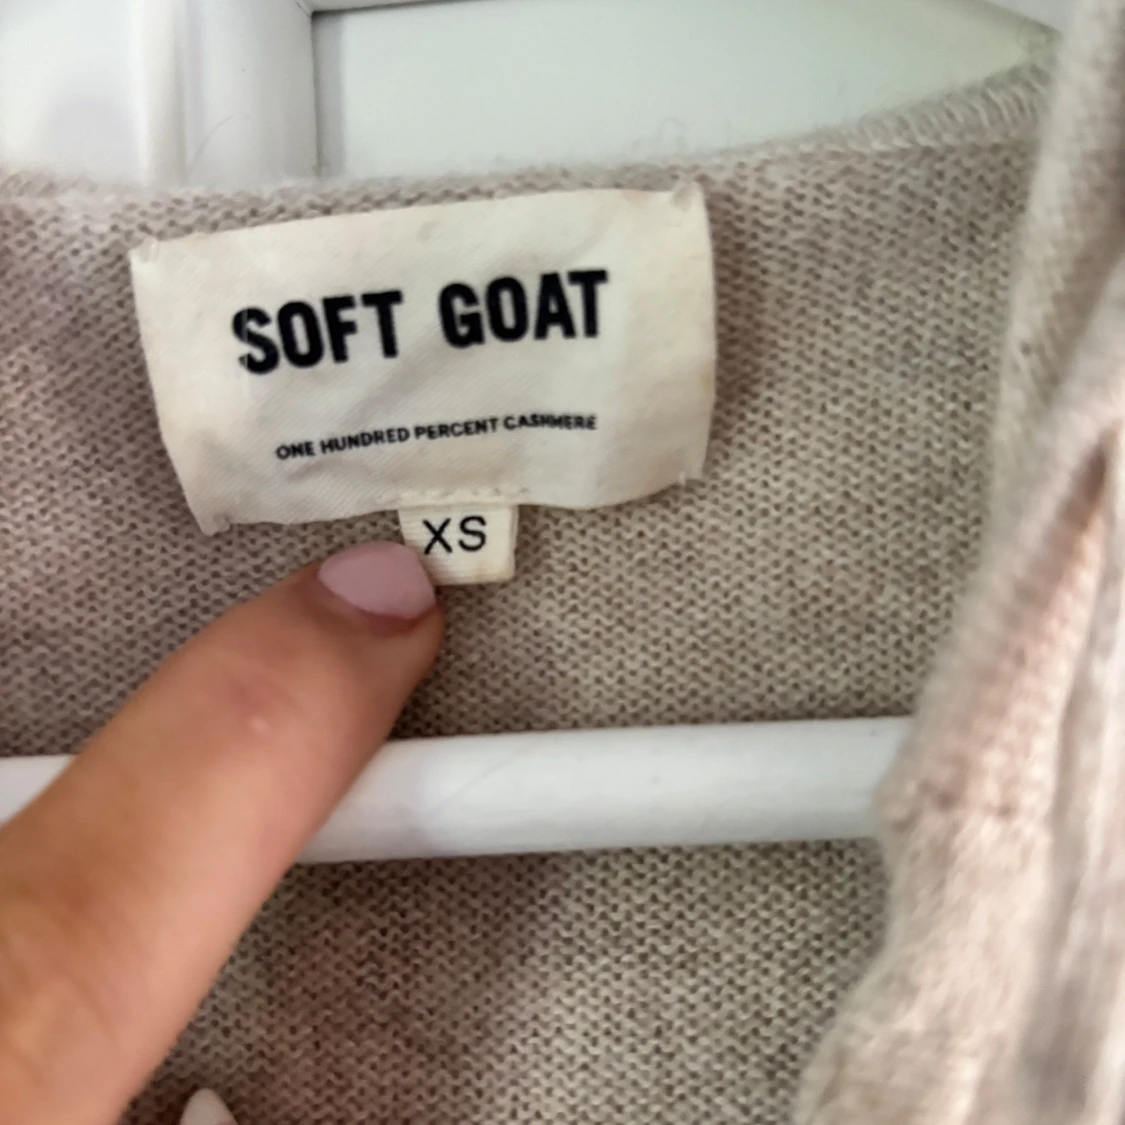 SOFT GOAT
ONE HUNDRED PERCENT CASHMERE
XS